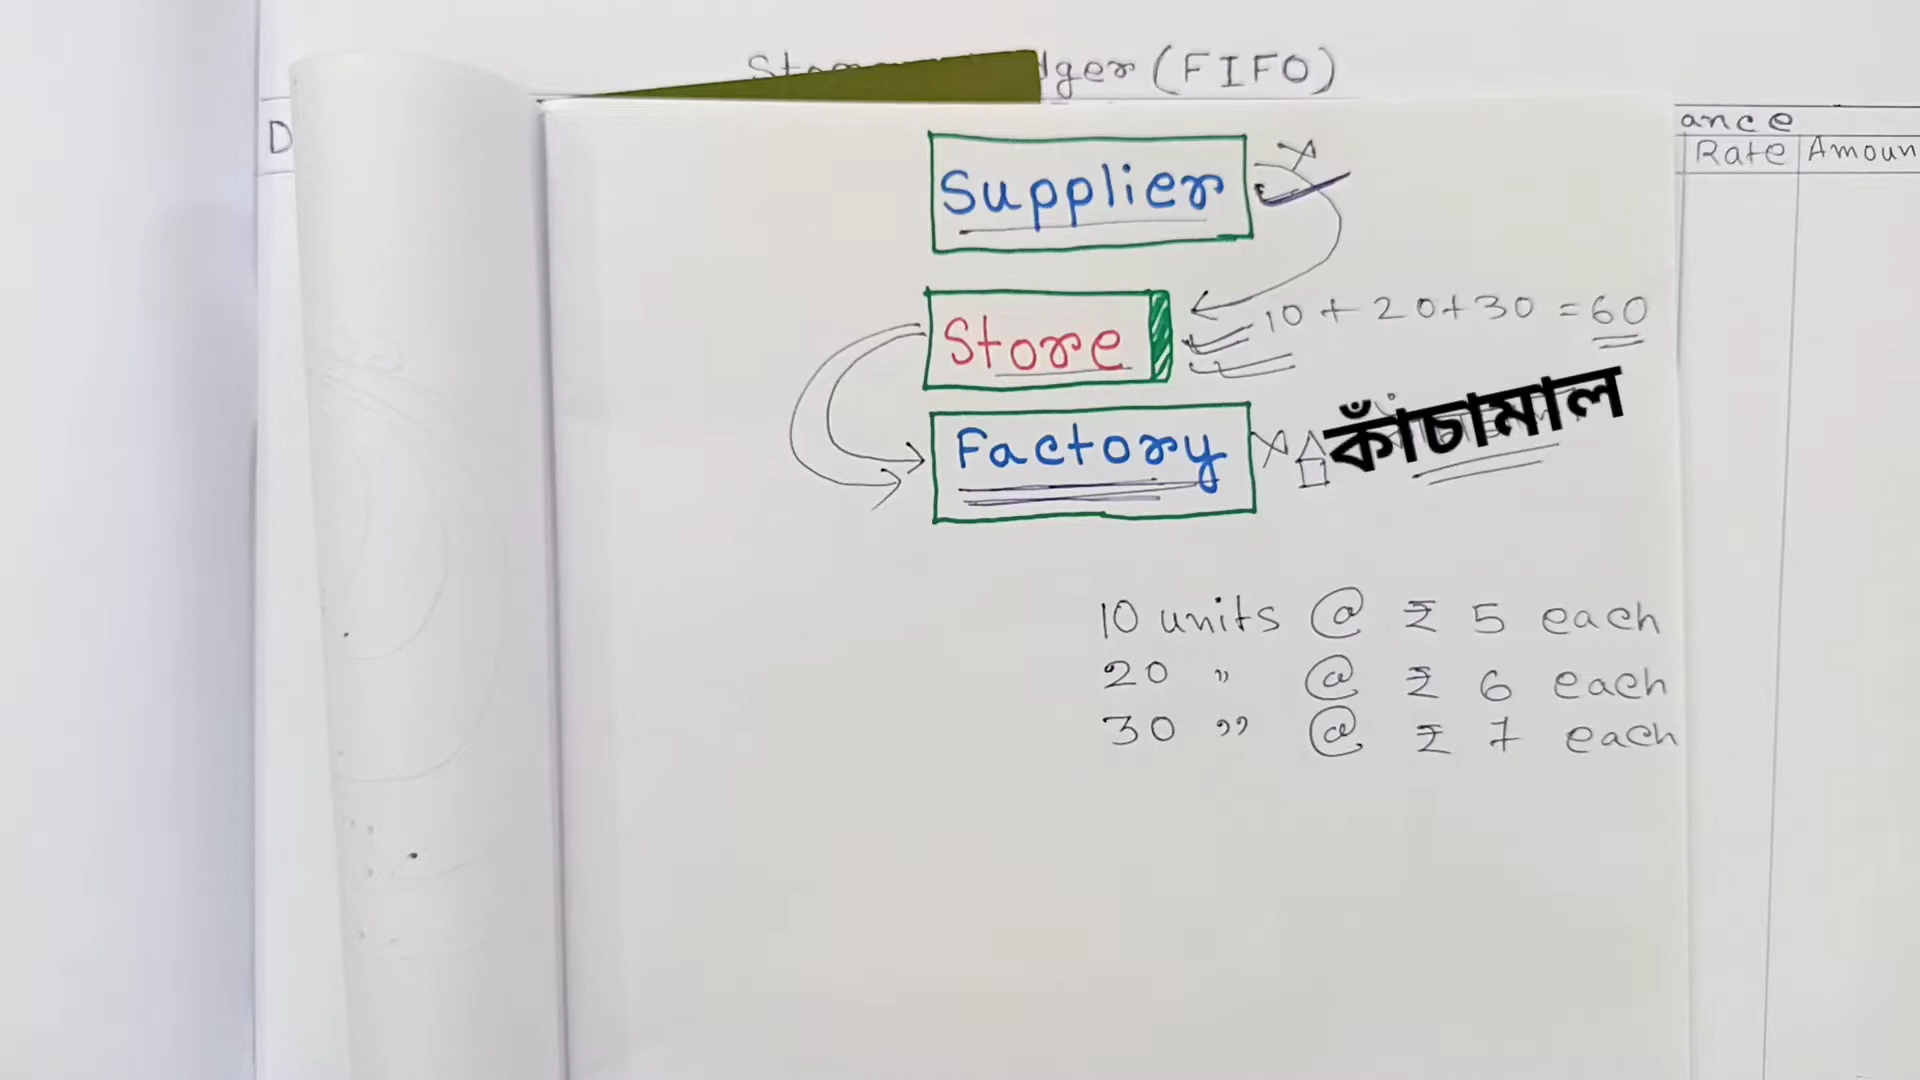 dger (FIFO)
D
ance
Rate Amoun
Supplier
Store
10 + 20+30 = 60
কাঁচামাল
Factory
10 units @ ₹ 5 each
20 " @ ₹ 6 each
30 " @ ₹ 7 each